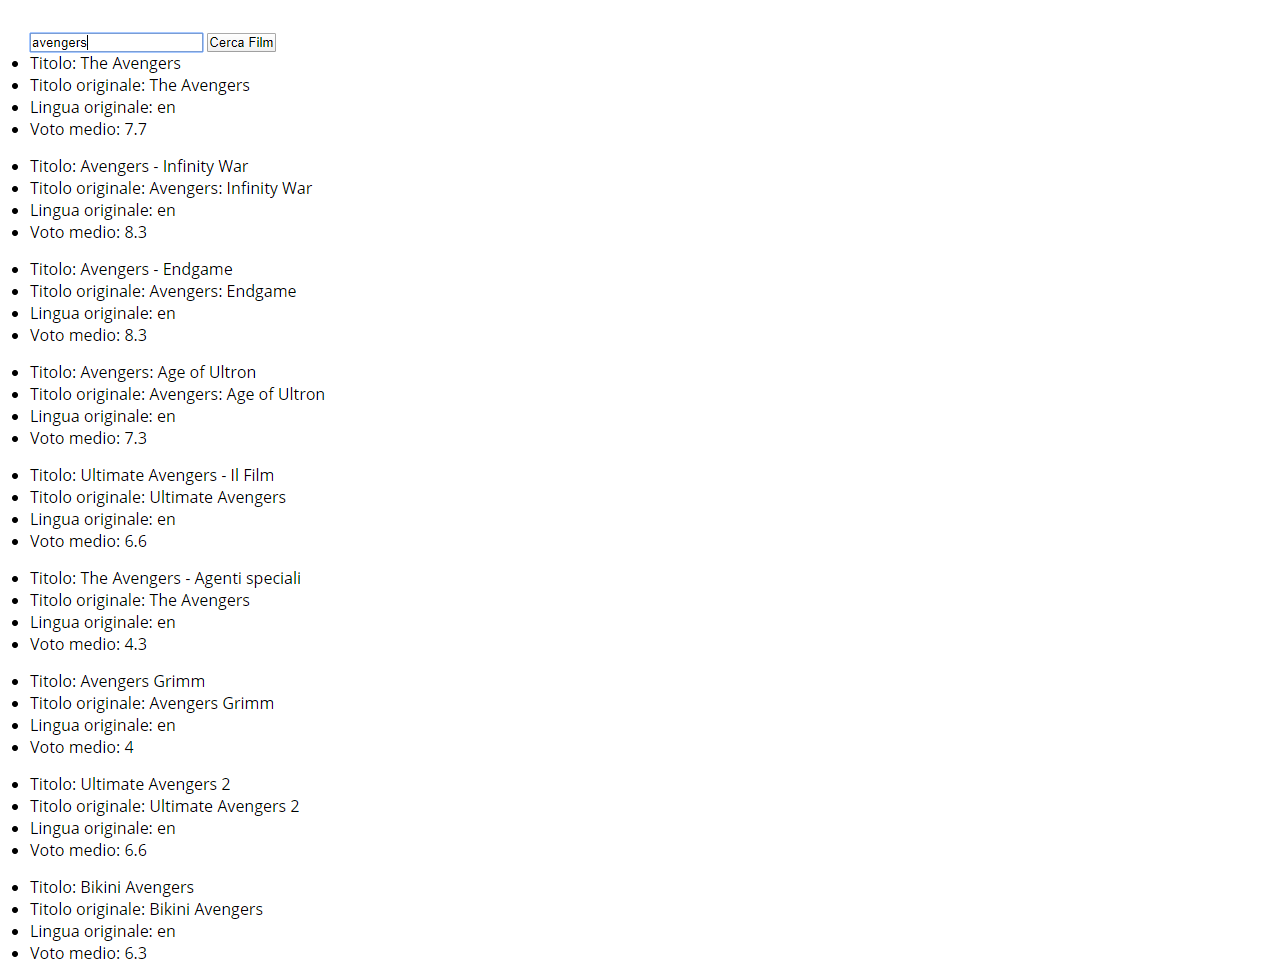 avengers Cerca Film
Titolo: The Avengers
Titolo originale: The Avengers
Lingua originale: en
Voto medio: 7.7
Titolo: Avengers - Infinity War
Titolo originale: Avengers: Infinity War
Lingua originale: en
Voto medio: 8.3
Titolo: Avengers - Endgame
Titolo originale: Avengers: Endgame
Lingua originale: en
Voto medio: 8.3
Titolo: Avengers: Age of Ultron
Titolo originale: Avengers: Age of Ultron
Lingua originale: en
Voto medio: 7.3
Titolo: Ultimate Avengers - Il Film
Titolo originale: Ultimate Avengers
Lingua originale: en
Voto medio: 6.6
Titolo: The Avengers - Agenti speciali
Titolo originale: The Avengers
Lingua originale: en
Voto medio: 4.3
Titolo: Avengers Grimm
Titolo originale: Avengers Grimm
Lingua originale: en
Voto medio: 4
Titolo: Ultimate Avengers 2
Titolo originale: Ultimate Avengers 2
Lingua originale: en
Voto medio: 6.6
Titolo: Bikini Avengers
Titolo originale: Bikini Avengers
Lingua originale: en
Voto medio: 6.3